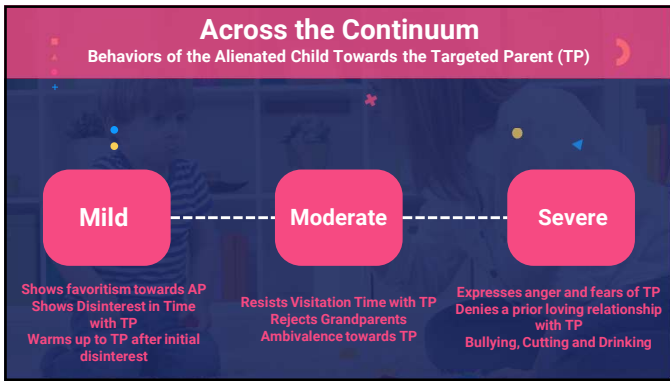 Across the Continuum
Behaviors of the Alienated Child Towards the Targeted Parent (TP)
Mild
Moderate
Severe
Shows favoritism towards AP
Shows Disinterest in Time
with TP
Warms up to TP after initial
disinterest
Resists Visitation Time with TP
Rejects Grandparents
Ambivalence towards TP
Expresses anger and fears of TP
Denies a prior loving relationship
with TP
Bullying, Cutting and Drinking